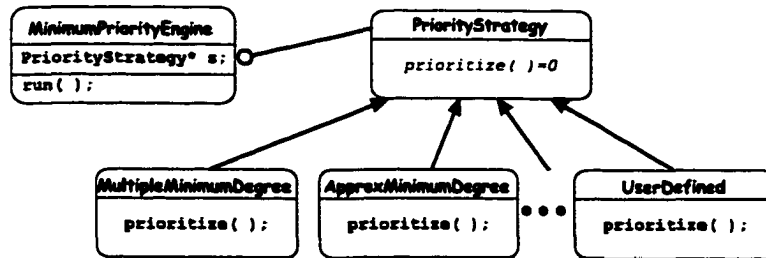 MinimumPriorityEngine
PriorityStrategy* s;
run( );
PriorityStrategy
prioritize( )=0
MultipleMinimumDegree
prioritize( );
ApproxMinimumDegree
prioritize( );
UserDefined
prioritize( );